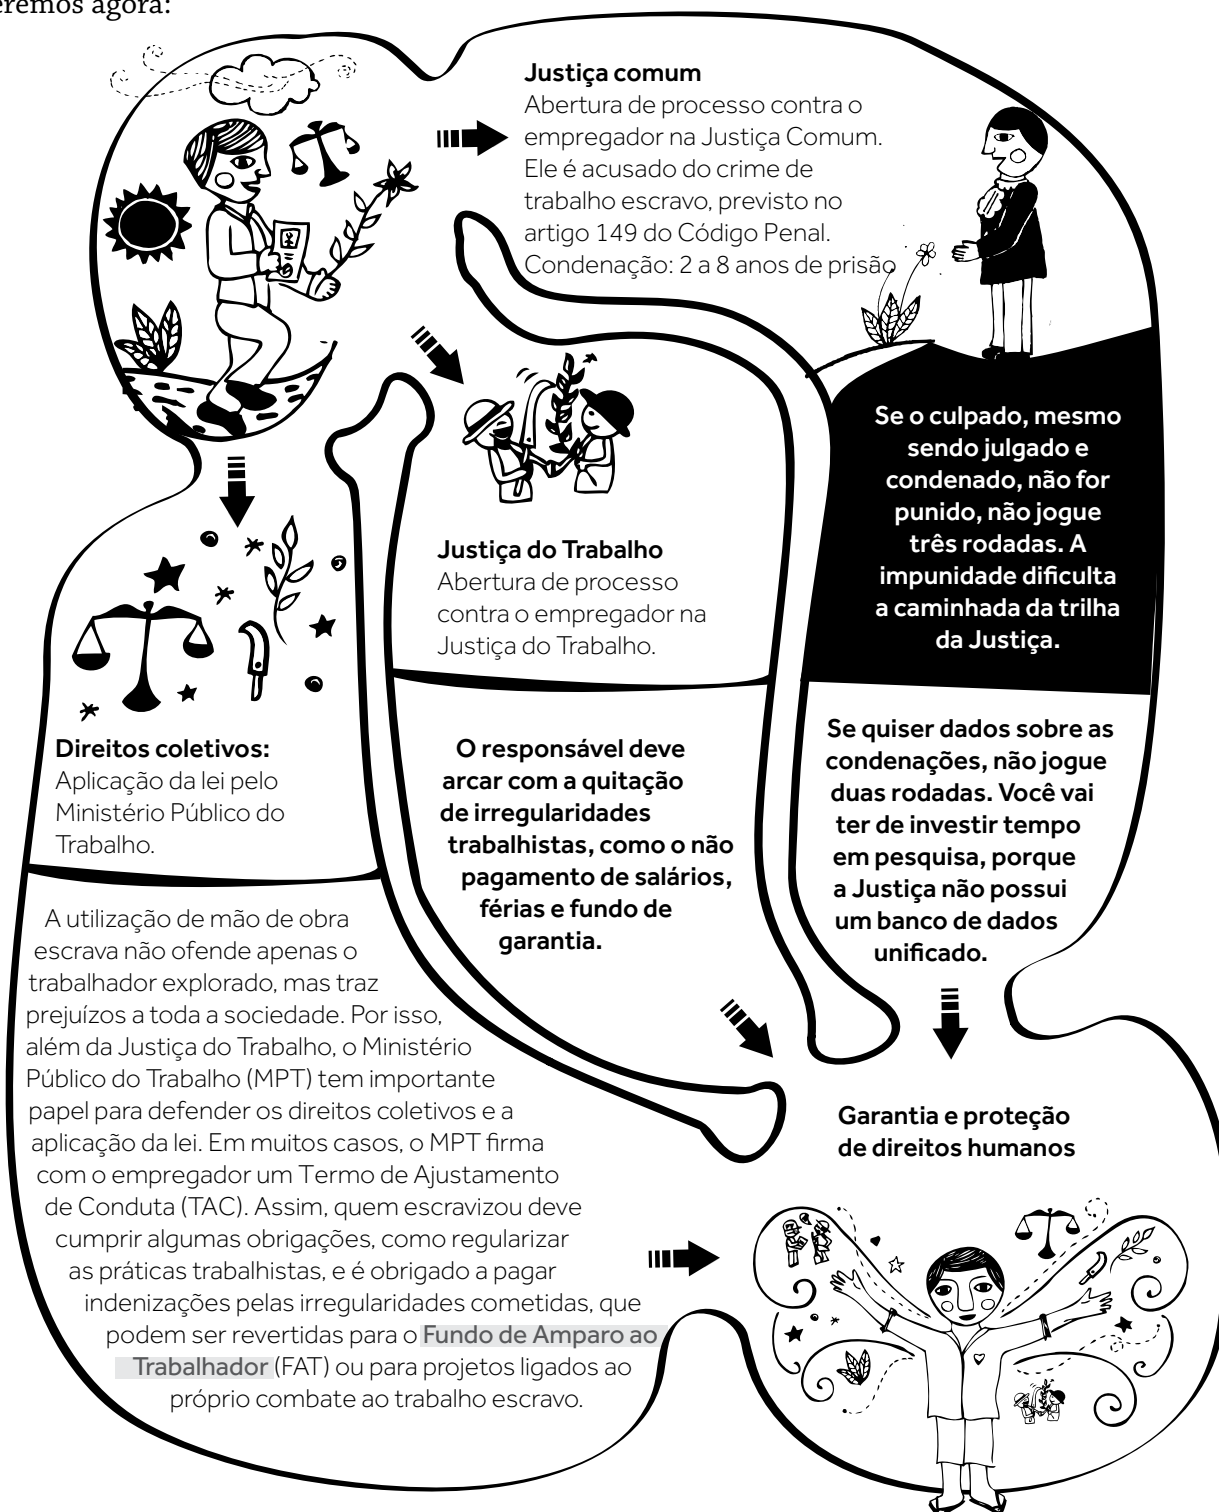 eremos agora:
Justiça comum
Abertura de processo contra o
empregador na Justiça Comum.
Ele é acusado do crime de
trabalho escravo, previsto no
artigo 149 do Código Penal.
Condenação: 2 a 8 anos de prisão
Se o culpado, mesmo
sendo julgado e
condenado, não for
punido, não jogue
três rodadas. A
impunidade dificulta
a caminhada da trilha
da Justiça.
Se quiser dados sobre as
condenações, não jogue
duas rodadas. Você vai
ter de investir tempo
em pesquisa, porque
a Justiça não possui
um banco de dados
unificado.
Justiça do Trabalho
Abertura de processo
contra o empregador na
Justiça do Trabalho.
O responsável deve
arcar com a quitação
de irregularidades
trabalhistas, como o não
pagamento de salários,
férias e fundo de
garantia.
Direitos coletivos:
Aplicação da lei pelo
Ministério Público do
Trabalho.
A utilização de mão de obra
escrava não ofende apenas o
trabalhador explorado, mas traz
prejuízos a toda a sociedade. Por isso,
além da Justiça do Trabalho, o Ministério
Público do Trabalho (MPT) tem importante
papel para defender os direitos coletivos e a
aplicação da lei. Em muitos casos, o MPT firma
com o empregador um Termo de Ajustamento
de Conduta (TAC). Assim, quem escravizou deve
cumprir algumas obrigações, como regularizar
as práticas trabalhistas, e é obrigado a pagar
indenizações pelas irregularidades cometidas, que
podem ser revertidas para o Fundo de Amparo ao
Trabalhador (FAT) ou para projetos ligados ao
próprio combate ao trabalho escravo.
Garantia e proteção
de direitos humanos